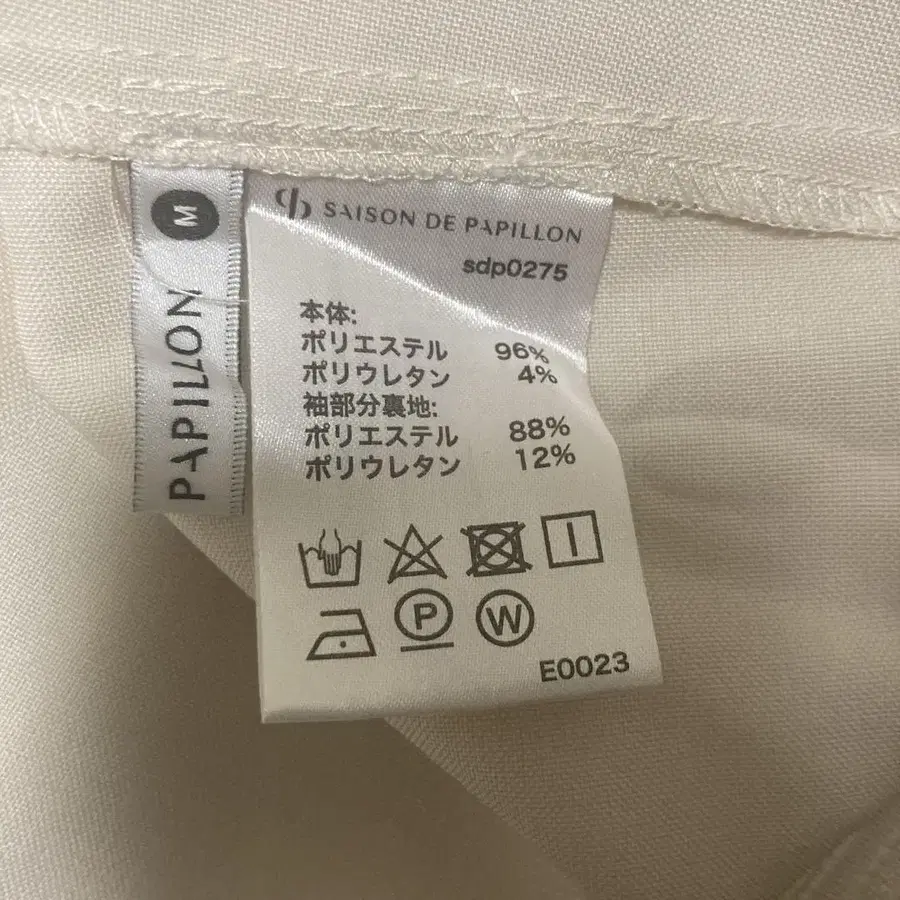 M
PAPILLON
SAISON DE PAPILLON
sdp0275
本体:
ポリエステル 96%
ポリウレタン 4%
袖部分裏地:
ポリエステル 88%
ポリウレタン 12%
P W
E0023